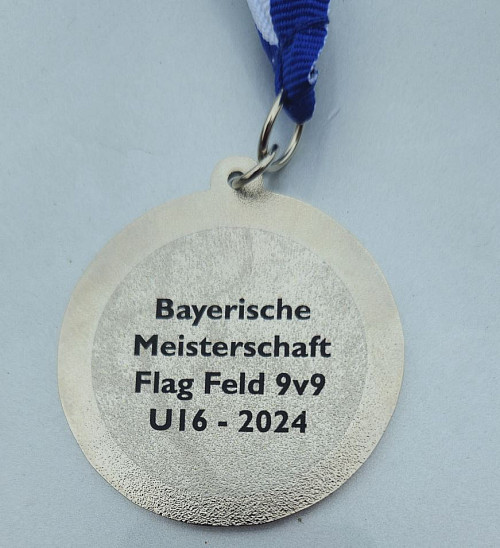 Bayerische
Meisterschaft
Flag Feld 9v9
U16 - 2024